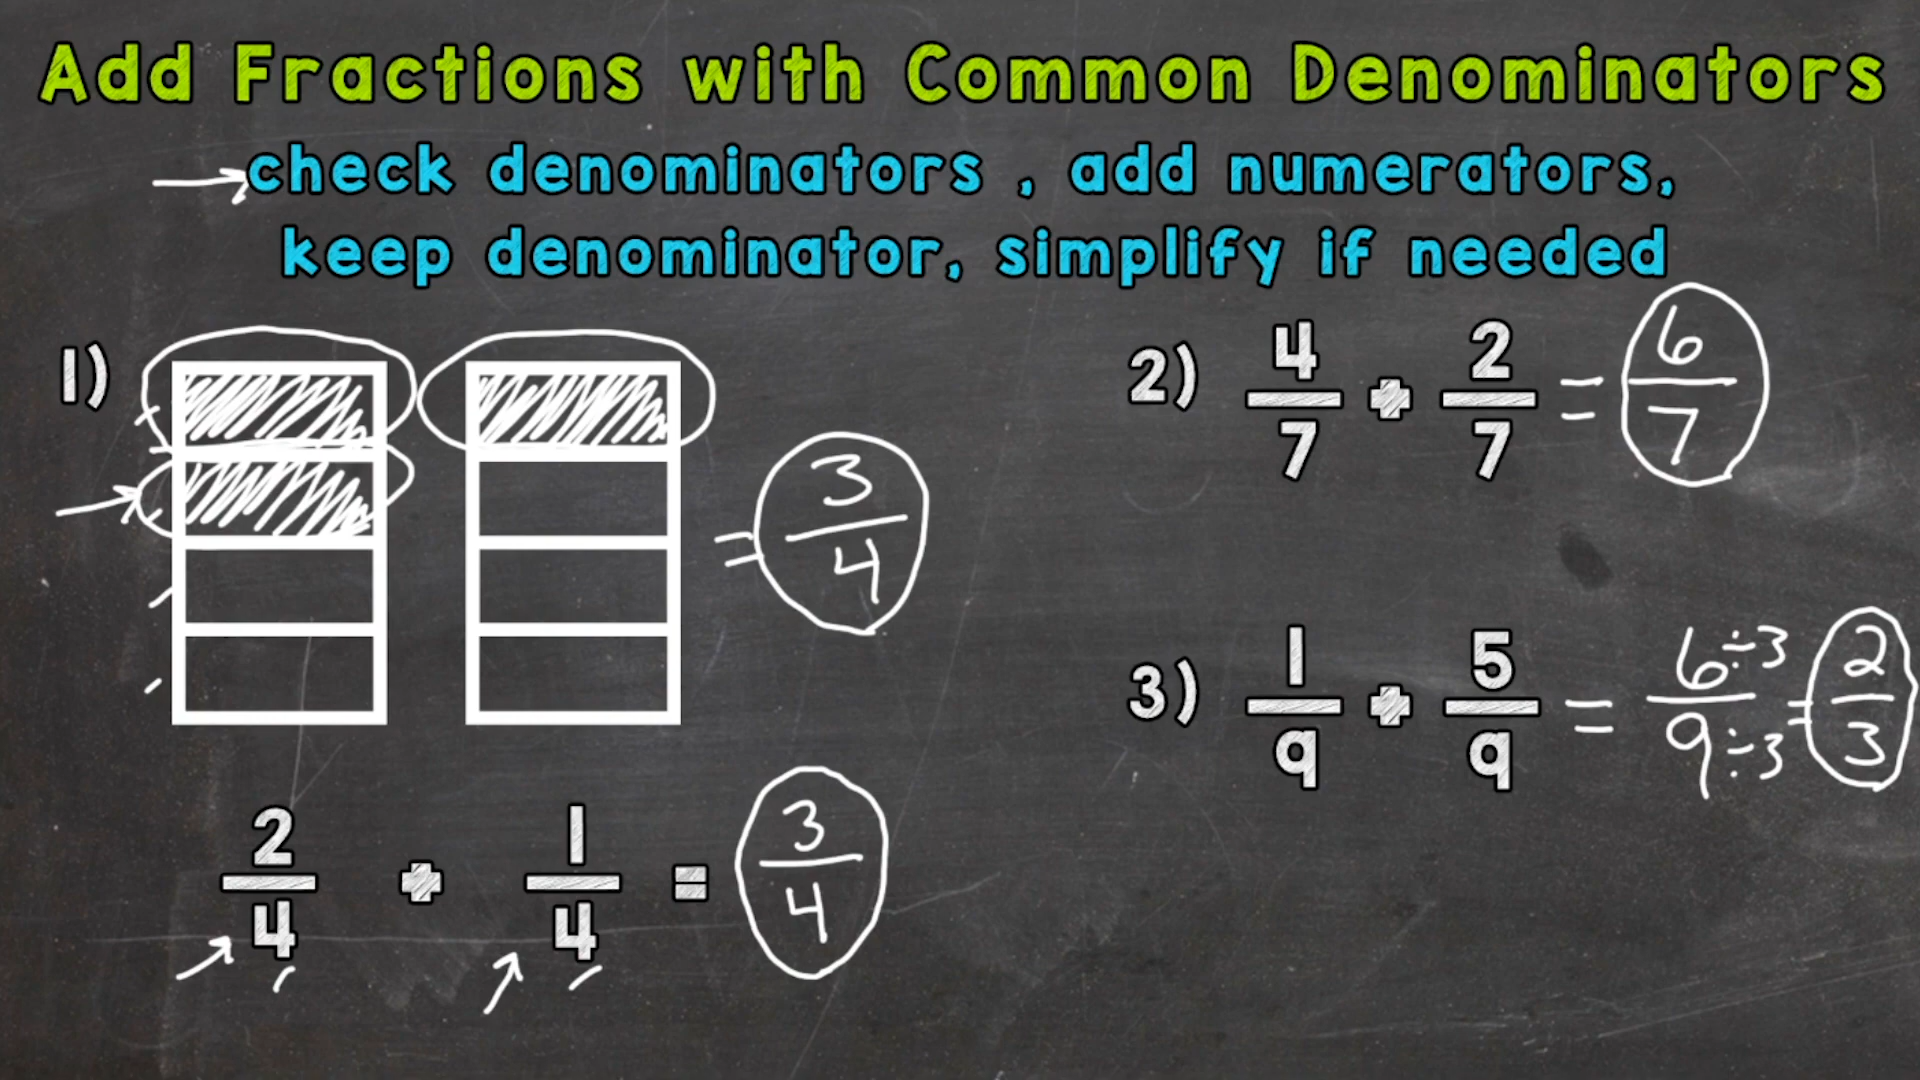 Add Fractions with Common Denominators
check denominators , add numerators,
keep denominator, simplify if needed
1)
= 3/4
2/4 + 1/4 = 3/4
2) 4/7 + 2/7 = 6/7
3) 1/9 + 5/9 = 6÷3/9÷3 = 2/3